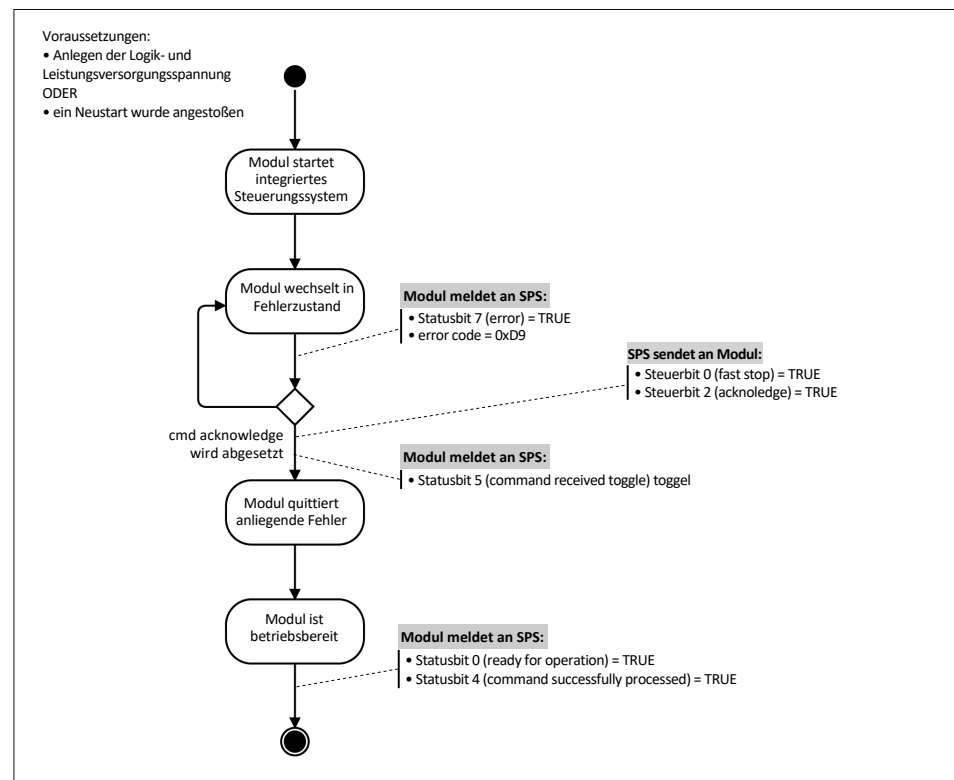 Voraussetzungen:
• Anlegen der Logik- und
Leistungsversorgungsspannung
ODER
• ein Neustart wurde angestoßen
Modul startet
integriertes
Steuerungssystem
Modul wechselt in
Fehlerzustand
Modul meldet an SPS:
• Statusbit 7 (error) = TRUE
• error code = 0xD9
SPS sendet an Modul:
• Steuerbit 0 (fast stop) = TRUE
• Steuerbit 2 (acknoledge) = TRUE
cmd acknowledge
wird abgesetzt
Modul meldet an SPS:
• Statusbit 5 (command received toggle) toggel
Modul quittiert
anliegende Fehler
Modul ist
betriebsbereit
Modul meldet an SPS:
• Statusbit 0 (ready for operation) = TRUE
• Statusbit 4 (command successfully processed) = TRUE